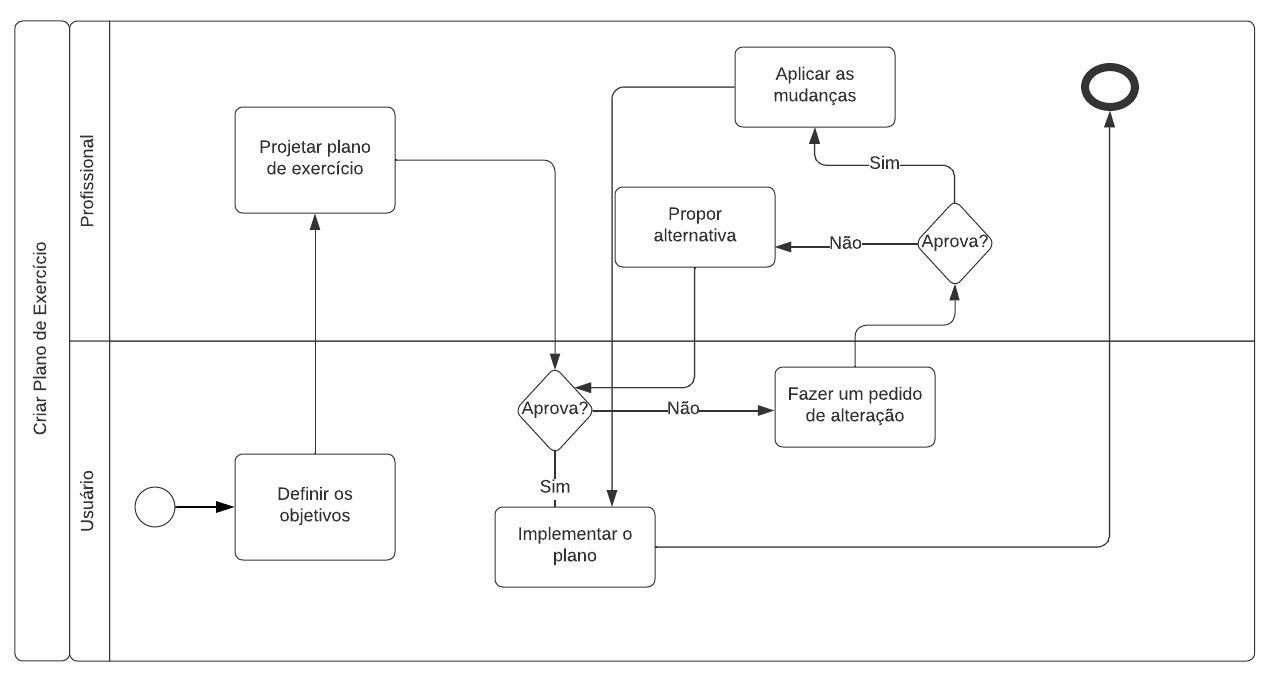 Criar Plano de Exercício
Profissional
Usuário
Projetar plano
de exercício
Definir os
objetivos
Aprova?
Sim
Não
Implementar o
plano
Fazer um pedido
de alteração
Aprova?
Não
Propor
alternativa
Sim
Aplicar as
mudanças